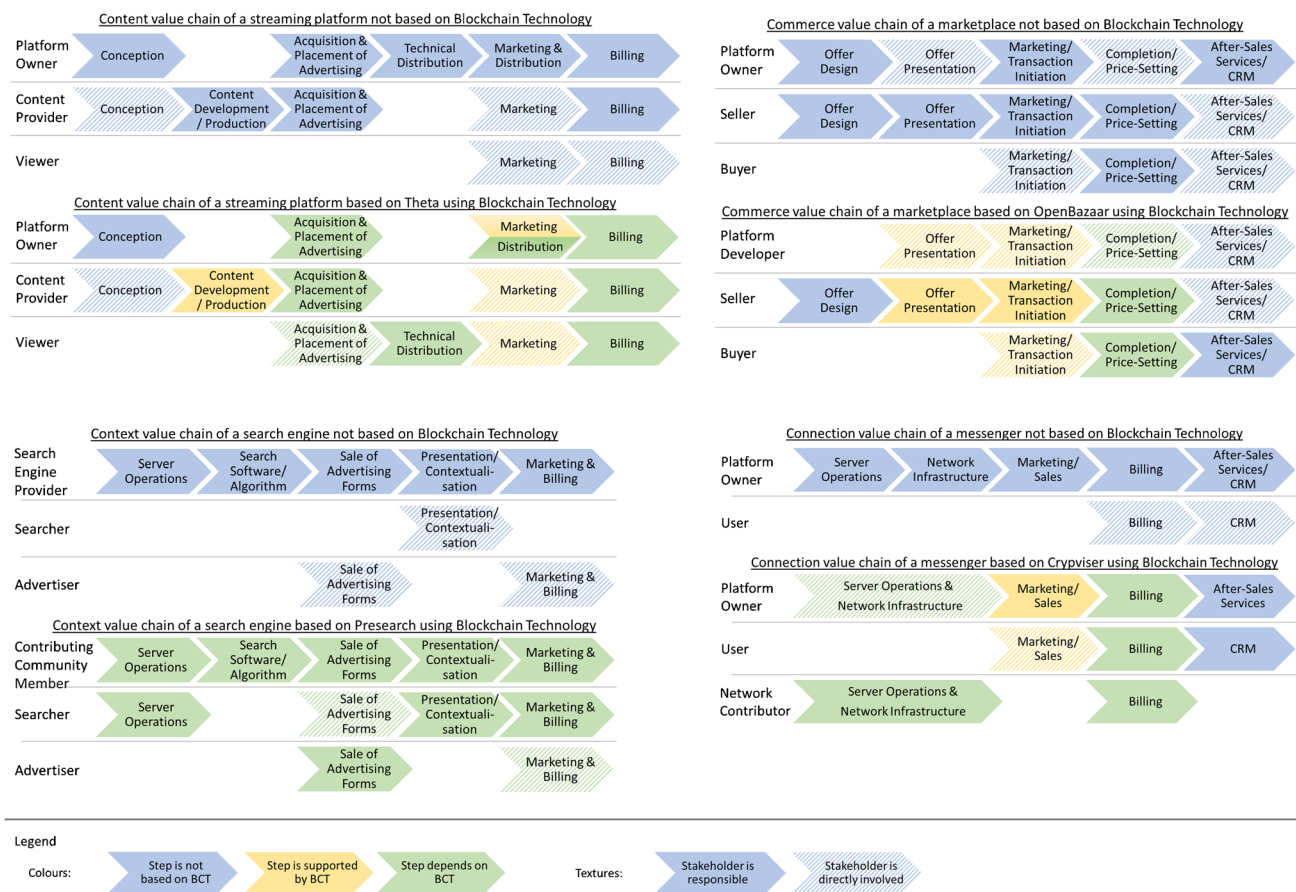 Content value chain of a streaming platform not based on Blockchain Technology
Platform
Owner
Conception
Acquisition &
Placement of
Advertising
Technical
Distribution
Marketing &
Distribution
Billing
Content
Provider
Conception
Content
Development
/ Production
Acquisition &
Placement of
Advertising
Marketing
Billing
Viewer
Marketing
Billing
Content value chain of a streaming platform based on Theta using Blockchain Technology
Platform
Owner
Conception
Acquisition &
Placement of
Advertising
Marketing
Distribution
Billing
Content
Provider
Conception
Content
Development
/ Production
Acquisition &
Placement of
Advertising
Marketing
Billing
Viewer
Acquisition &
Placement of
Advertising
Technical
Distribution
Marketing
Billing
Commerce value chain of a marketplace not based on Blockchain Technology
Platform
Owner
Offer
Design
Offer
Presentation
Marketing/
Transaction
Initiation
Completion/
Price-Setting
After-Sales
Services/
CRM
Seller
Offer
Design
Offer
Presentation
Marketing/
Transaction
Initiation
Completion/
Price-Setting
After-Sales
Services/
CRM
Buyer
Marketing/
Transaction
Initiation
Completion/
Price-Setting
After-Sales
Services/
CRM
Commerce value chain of a marketplace based on OpenBazaar using Blockchain Technology
Platform
Developer
Offer
Presentation
Marketing/
Transaction
Initiation
Completion/
Price-Setting
After-Sales
Services/
CRM
Seller
Offer
Design
Offer
Presentation
Marketing/
Transaction
Initiation
Completion/
Price-Setting
After-Sales
Services/
CRM
Buyer
Marketing/
Transaction
Initiation
Completion/
Price-Setting
After-Sales
Services/
CRM
Context value chain of a search engine not based on Blockchain Technology
Search
Engine
Provider
Server
Operations
Search
Software/
Algorithm
Sale of
Advertising
Forms
Presentation/
Contextuali-
sation
Marketing &
Billing
Searcher
Presentation/
Contextuali-
sation
Advertiser
Sale of
Advertising
Forms
Marketing &
Billing
Context value chain of a search engine based on Presearch using Blockchain Technology
Contributing
Community
Member
Server
Operations
Search
Software/
Algorithm
Sale of
Advertising
Forms
Presentation/
Contextuali-
sation
Marketing &
Billing
Searcher
Server
Operations
Sale of
Advertising
Forms
Presentation/
Contextuali-
sation
Marketing &
Billing
Advertiser
Sale of
Advertising
Forms
Marketing &
Billing
Connection value chain of a messenger not based on Blockchain Technology
Platform
Owner
Server
Operations
Network
Infrastructure
Marketing/
Sales
Billing
After-Sales
Services/
CRM
User
Billing
CRM
Connection value chain of a messenger based on Crypviser using Blockchain Technology
Platform
Owner
Server Operations &
Network Infrastructure
Marketing/
Sales
Billing
After-Sales
Services
User
Marketing/
Sales
Billing
CRM
Network
Contributor
Server Operations &
Network Infrastructure
Billing
Legend
Colours:
Step is not
based on BCT
Step is supported
by BCT
Step depends on
BCT
Textures:
Stakeholder is
responsible
Stakeholder is
directly involved